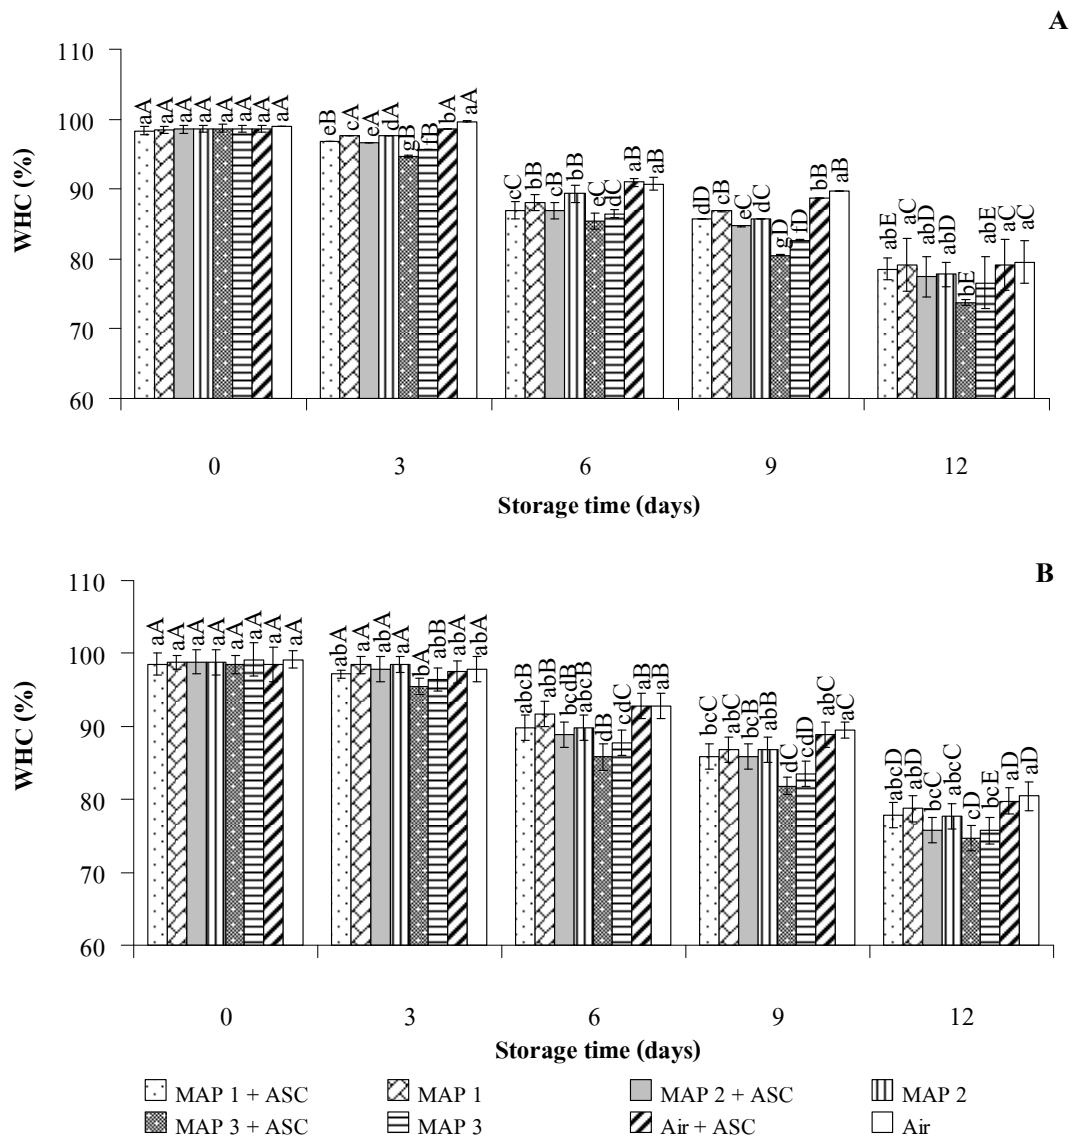 A
110
100
90
80
70
60
WHC (%)
aA aA aA aA aA aA aA aA
eB cA eA dA gB fB bA aA
cC bB cB bB eC dC aB aB
dD cB eC dC gD fD bB aB
abE aC abD abD bE abE aC aC
0 3 6 9 12
Storage time (days)
B
110
100
90
80
70
60
WHC (%)
aA aA aA aA aA aA aA aA
abA aA abA aA bA abB abA abA
abcB abB bcdB abcB dB cdC aB aB
bcC abC bcB abB dC cdD abC aC
abcD abD bcC abcC cD bcE aD aD
0 3 6 9 12
Storage time (days)
MAP 1 + ASC MAP 1 MAP 2 + ASC MAP 2
MAP 3 + ASC MAP 3 Air + ASC Air